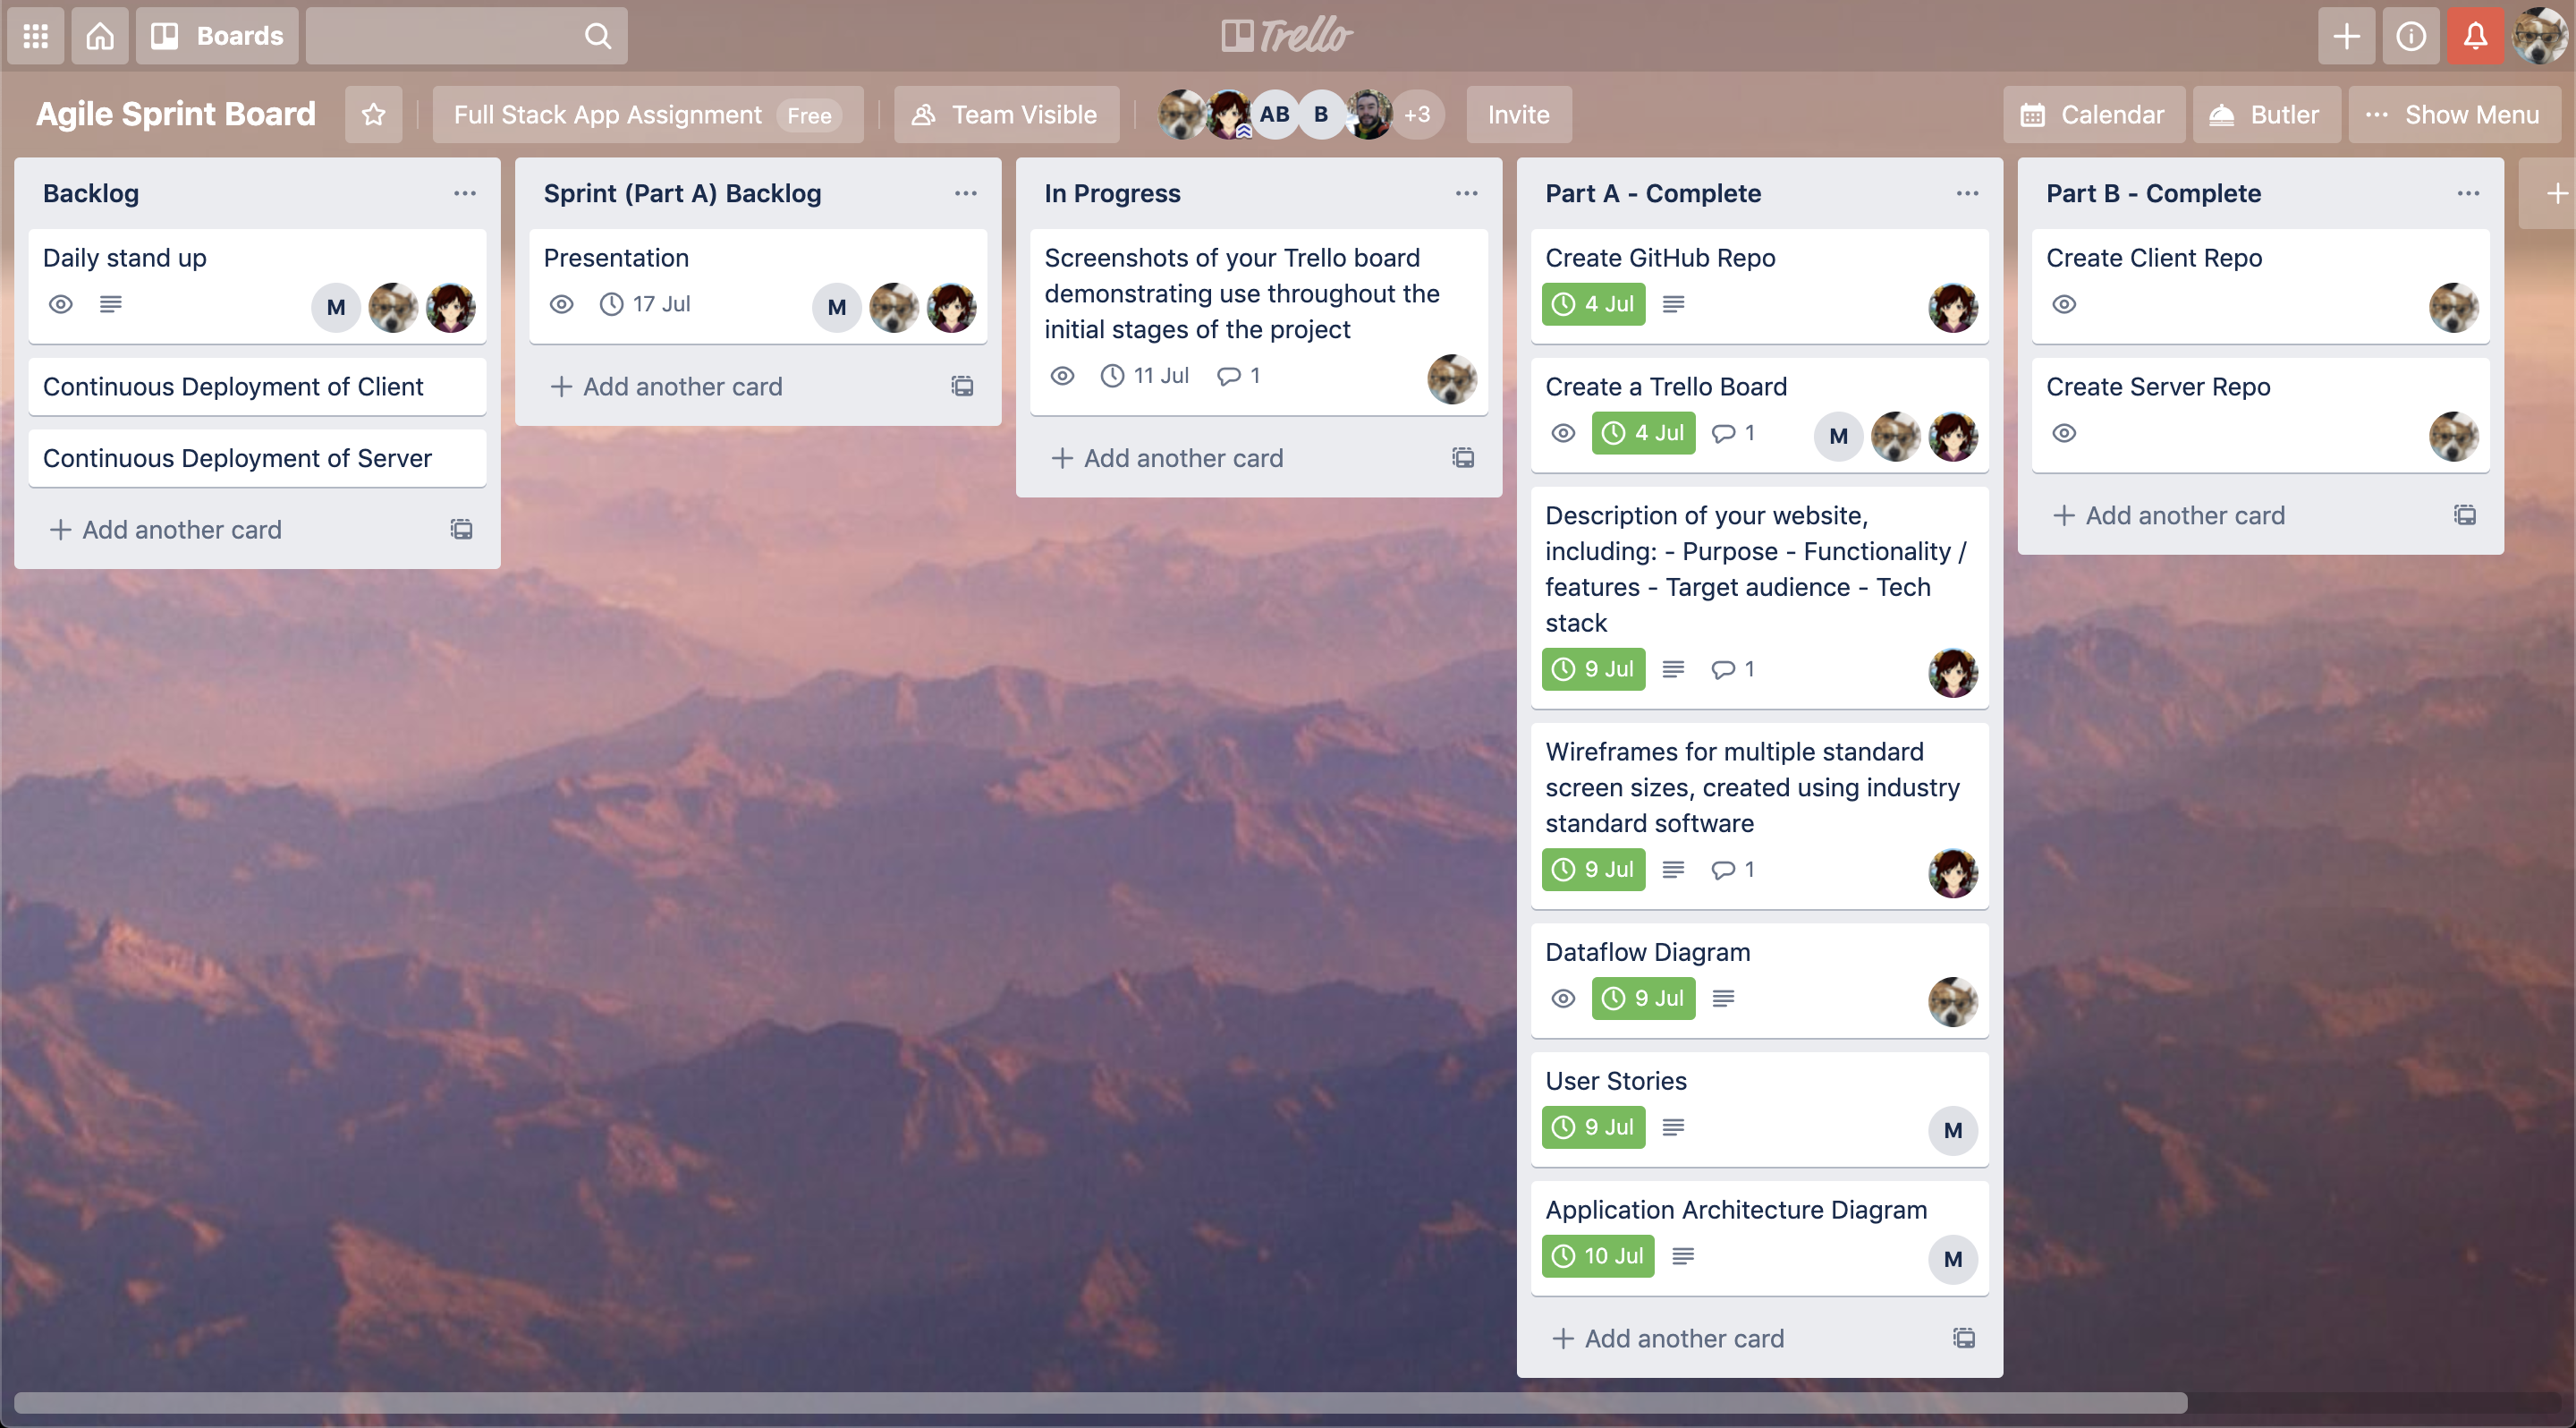 Boards
Trello
Agile Sprint Board
Full Stack App Assignment Free
Team Visible
AB
B
+3
Invite
Calendar
Butler
Show Menu
Backlog
Daily stand up
M
Continuous Deployment of Client
Continuous Deployment of Server
+ Add another card
Sprint (Part A) Backlog
Presentation
17 Jul
M
+ Add another card
In Progress
Screenshots of your Trello board
demonstrating use throughout the
initial stages of the project
11 Jul 1
+ Add another card
Part A - Complete
Create GitHub Repo
4 Jul
Create a Trello Board
4 Jul 1 M
Description of your website,
including: - Purpose - Functionality /
features - Target audience - Tech
stack
9 Jul 1
Wireframes for multiple standard
screen sizes, created using industry
standard software
9 Jul 1
Dataflow Diagram
9 Jul
User Stories
9 Jul M
Application Architecture Diagram
10 Jul M
+ Add another card
Part B - Complete
Create Client Repo
Create Server Repo
+ Add another card